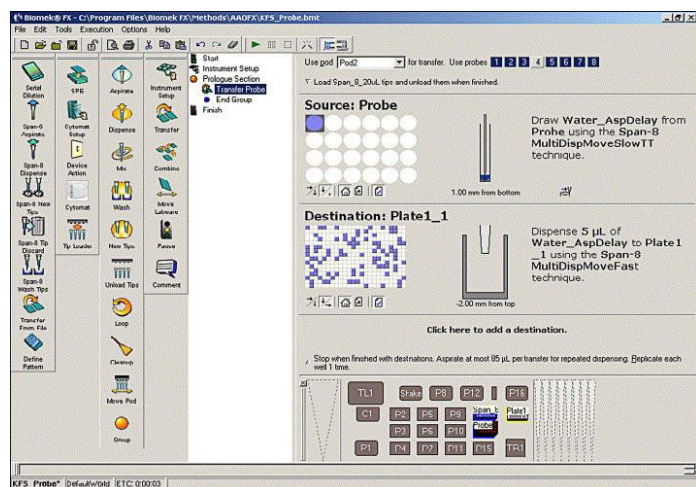 Biomek® FX - C:\Program Files\Biomek FX\Methods\AAOFX\KFS_Probe.bmt
File Edit Tools Execution Options Help
Serial Dilution
Span-8 Aspirate
Span-8 Dispense
Span-8 New Tips
Span-8 Tip Discard
Span-8 Wash Tips
Transfer From File
Define Pattern
SPE
Cytomat Setup
Device Action
Cytomat
Tip Loader
Aspirate
Dispense
Mix
Wash
New Tips
Unload Tips
Loop
Cleanup
Move Pod
Group
Instrument Setup
Transfer
Combine
Move Labware
Pause
Comment
Start
Instrument Setup
Prologue Section
Transfer Probe
End Group
Finish
Use pod Pod2 for transfer. Use probes 1 2 3 4 5 6 7 8
Load Span_8_20uL tips and unload them when finished.
Source: Probe
Draw Water_AspDelay from
Probe using the Span-8
MultiDispMoveSlowTT
technique.
1.00 mm from bottom
Destination: Plate1_1
Dispense 5 µL of
Water_AspDelay to Plate1
_1 using the Span-8
MultiDispMoveFast
technique.
-2.00 mm from top
Click here to add a destination.
Stop when finished with destinations. Aspirate at most 85 µL per transfer for repeated dispensing. Replicate each
well 1 time.
TL1 Shake P8 P12 P16
C1 P2 P5 P9 Plate1
P3 P6 P10 Probe
P1 P4 P7 P11 P15 TR1
KFS_Probe* DefaultWorld ETC: 0:00:03